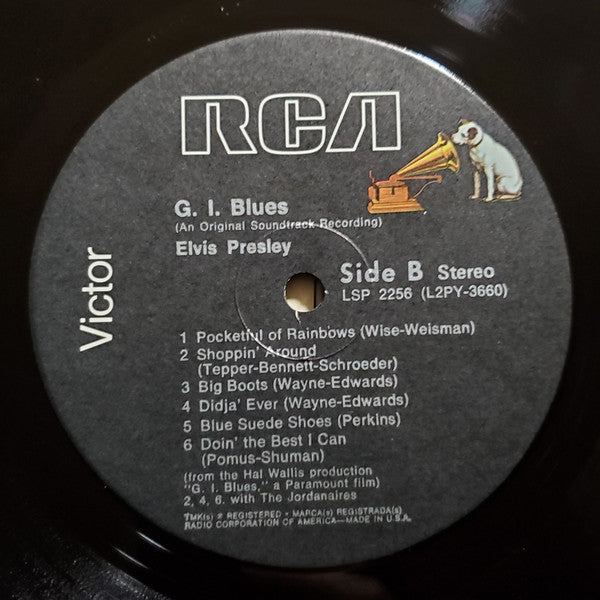 RCA
Victor
G. I. Blues
(An Original Soundtrack Recording)
Elvis Presley
Side B Stereo
LSP 2256 (L2PY-3660)
1 Pocketful of Rainbows (Wise-Weisman)
2 Shoppin' Around
(Tepper-Bennett-Schroeder)
3 Big Boots (Wayne-Edwards)
4 Didja' Ever (Wayne-Edwards)
5 Blue Suede Shoes (Perkins)
6 Doin' the Best I Can
(Pomus-Shuman)
(from the Hal Wallis production
"G. I. Blues," a Paramount film)
2, 4, 6, with The Jordanaires
TMK(s) ® REGISTERED • MARCA(s) REGISTRADA(s)
RADIO CORPORATION OF AMERICA—MADE IN U.S.A.